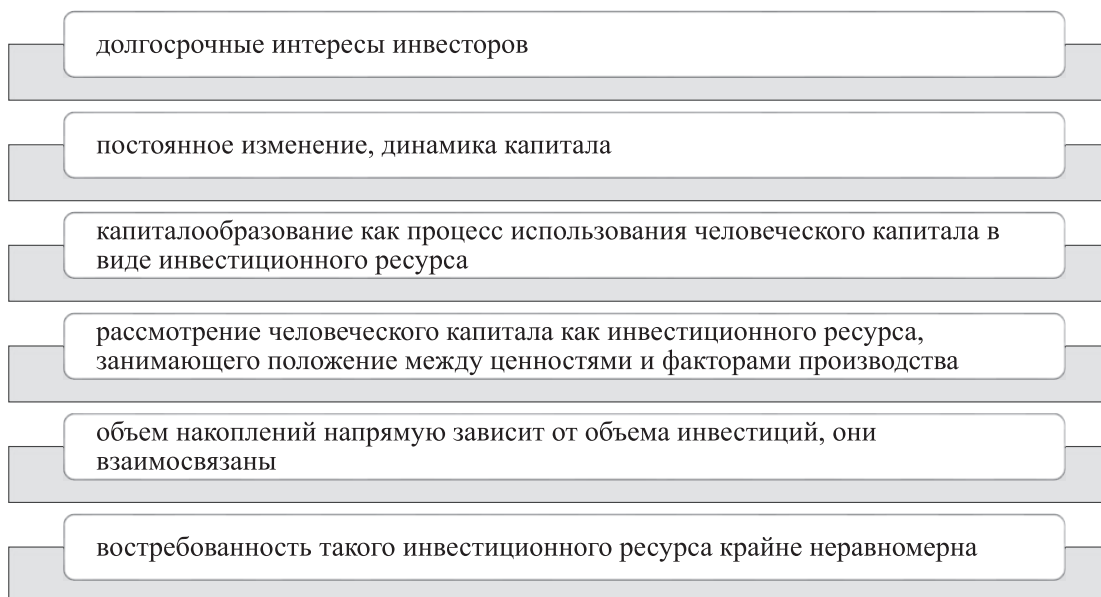 долгосрочные интересы инвесторов
постоянное изменение, динамика капитала
капиталообразование как процесс использования человеческого капитала в
виде инвестиционного ресурса
рассмотрение человеческого капитала как инвестиционного ресурса,
занимающего положение между ценностями и факторами производства
объем накоплений напрямую зависит от объема инвестиций, они
взаимосвязаны
востребованность такого инвестиционного ресурса крайне неравномерна